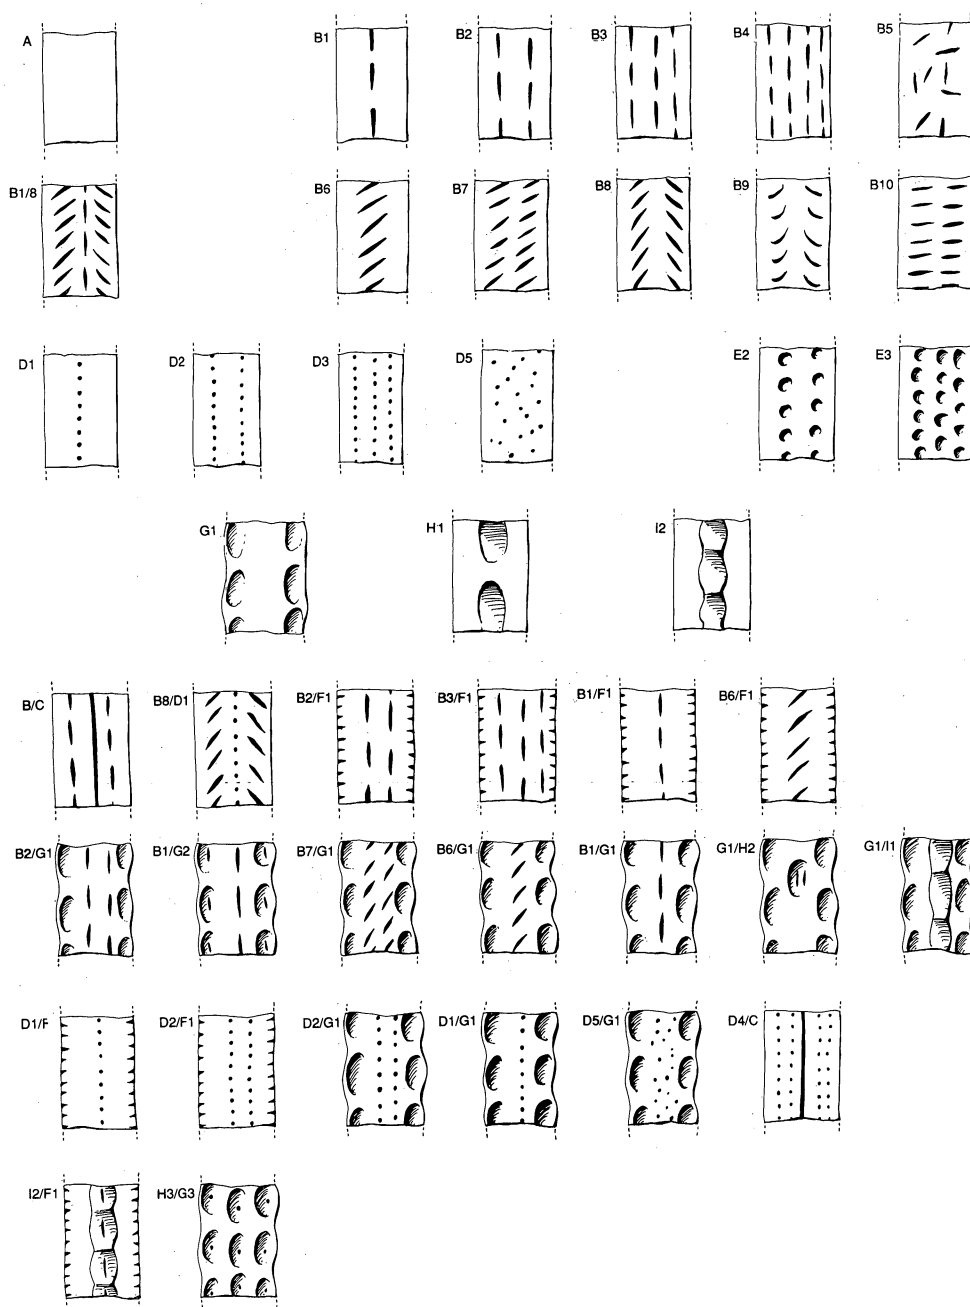 A B1 B2 B3 B4 B5
B1/8 B6 B7 B8 B9 B10
D1 D2 D3 D5 E2 E3
G1 H1 I2
B/C B8/D1 B2/F1 B3/F1 B1/F1 B6/F1
B2/G1 B1/G2 B7/G1 B6/G1 B1/G1 G1/H2 G1/I1
D1/F D2/F1 D2/G1 D1/G1 D5/G1 D4/C
I2/F1 H3/G3